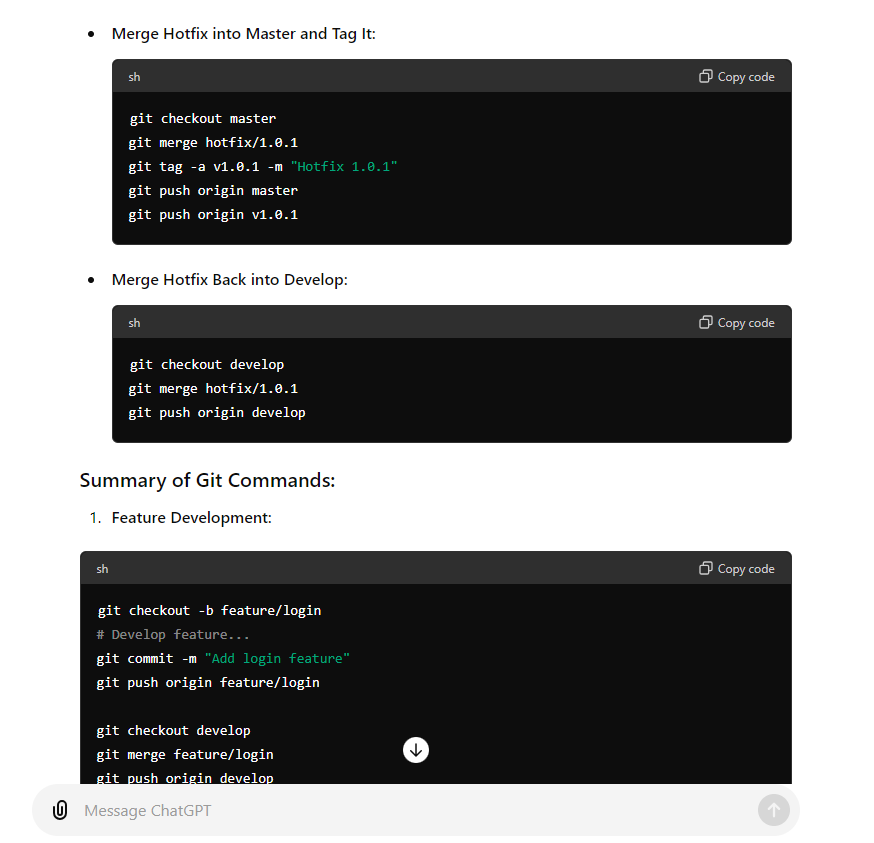 Merge Hotfix into Master and Tag It:
sh
Copy code
git checkout master
git merge hotfix/1.0.1
git tag -a v1.0.1 -m "Hotfix 1.0.1"
git push origin master
git push origin v1.0.1
Merge Hotfix Back into Develop:
sh
Copy code
git checkout develop
git merge hotfix/1.0.1
git push origin develop
Summary of Git Commands:
1. Feature Development:
sh
Copy code
git checkout -b feature/login
# Develop feature...
git commit -m "Add login feature"
git push origin feature/login
git checkout develop
git merge feature/login
git push origin develop
Message ChatGPT